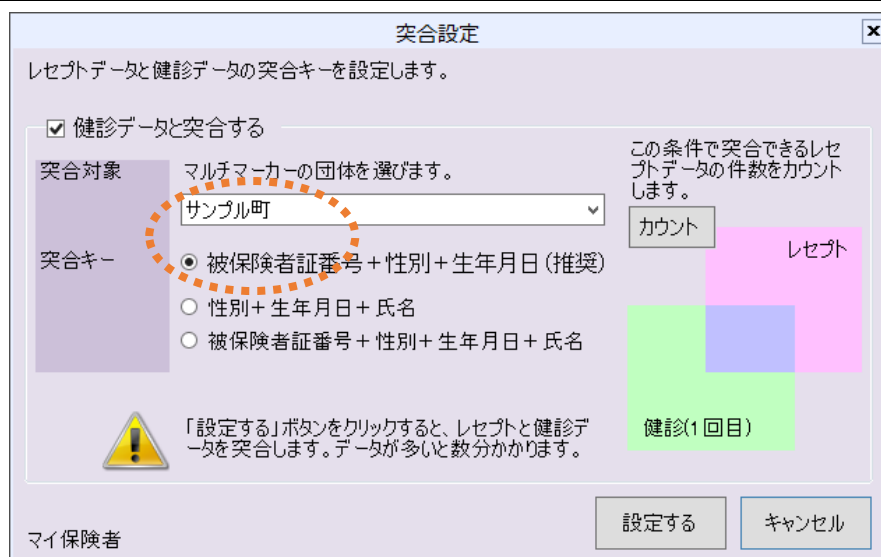 突合設定
レセプトデータと健診データの突合キーを設定します。
健診データと突合する
突合対象
マルチマーカーの団体を選びます。
サンプル町
突合キー
被保険者証番号+性別+生年月日(推奨)
性別+生年月日+氏名
被保険者証番号+性別+生年月日+氏名
この条件で突合できるレセ
プトデータの件数をカウント
します。
カウント
レセプト
健診(1回目)
「設定する」ボタンをクリックすると、レセプトと健診デ
ータを突合します。データが多いと数分かかります。
設定する
キャンセル
マイ保険者